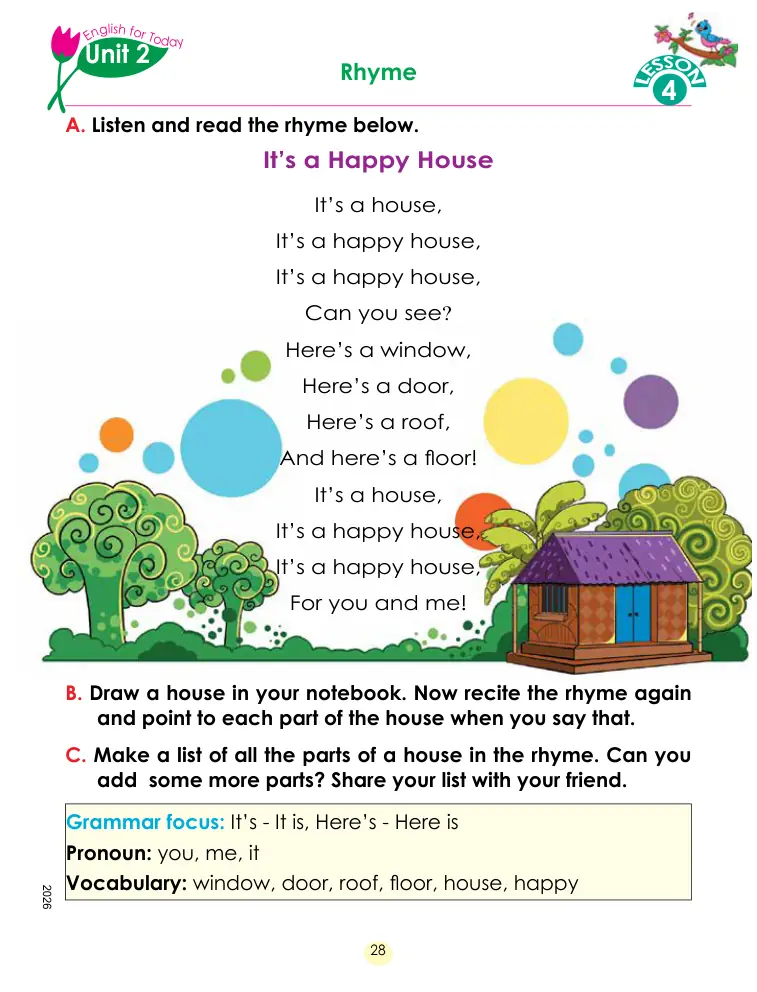 English for Today
Unit 2
Rhyme
LESSON
4
A. Listen and read the rhyme below.
It’s a Happy House
It’s a house,
It’s a happy house,
It’s a happy house,
Can you see?
Here’s a window,
Here’s a door,
Here’s a roof,
And here’s a floor!
It’s a house,
It’s a happy house,
It’s a happy house,
For you and me!
B. Draw a house in your notebook. Now recite the rhyme again
and point to each part of the house when you say that.
C. Make a list of all the parts of a house in the rhyme. Can you
add some more parts? Share your list with your friend.
Grammar focus: It’s - It is, Here’s - Here is
Pronoun: you, me, it
Vocabulary: window, door, roof, floor, house, happy
2026
28